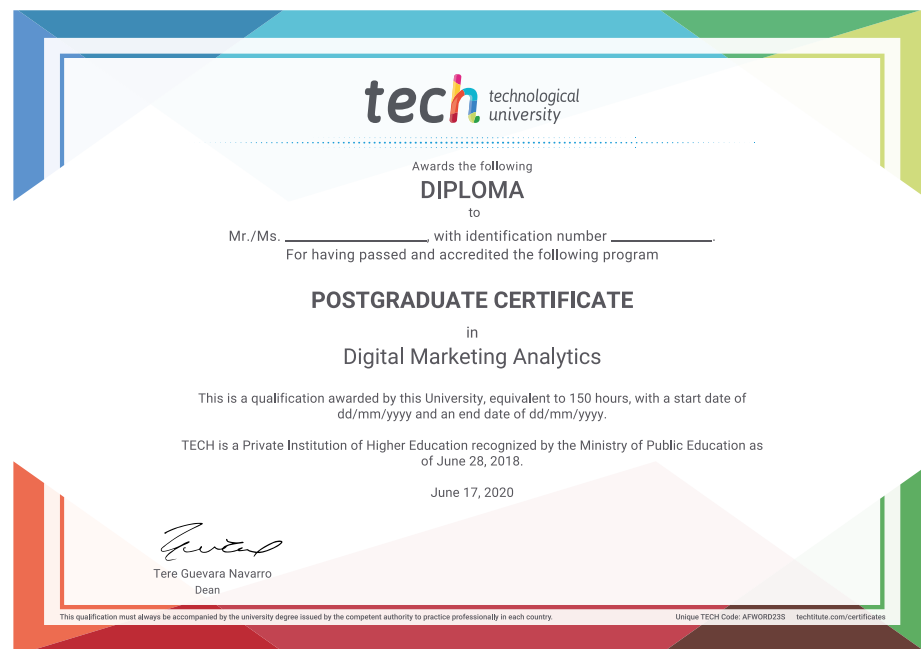 tech technological
university
Awards the following
DIPLOMA
to
Mr./Ms. ____________, with identification number ____________.
For having passed and accredited the following program
POSTGRADUATE CERTIFICATE
in
Digital Marketing Analytics
This is a qualification awarded by this University, equivalent to 150 hours, with a start date of
dd/mm/yyyy and an end date of dd/mm/yyyy.
TECH is a Private Institution of Higher Education recognized by the Ministry of Public Education as
of June 28, 2018.
June 17, 2020
Tere Guevara Navarro
Dean
This qualification must always be accompanied by the university degree issued by the competent authority to practice professionally in each country.
Unique TECH Code: AFWORD23S techtitute.com/certificates